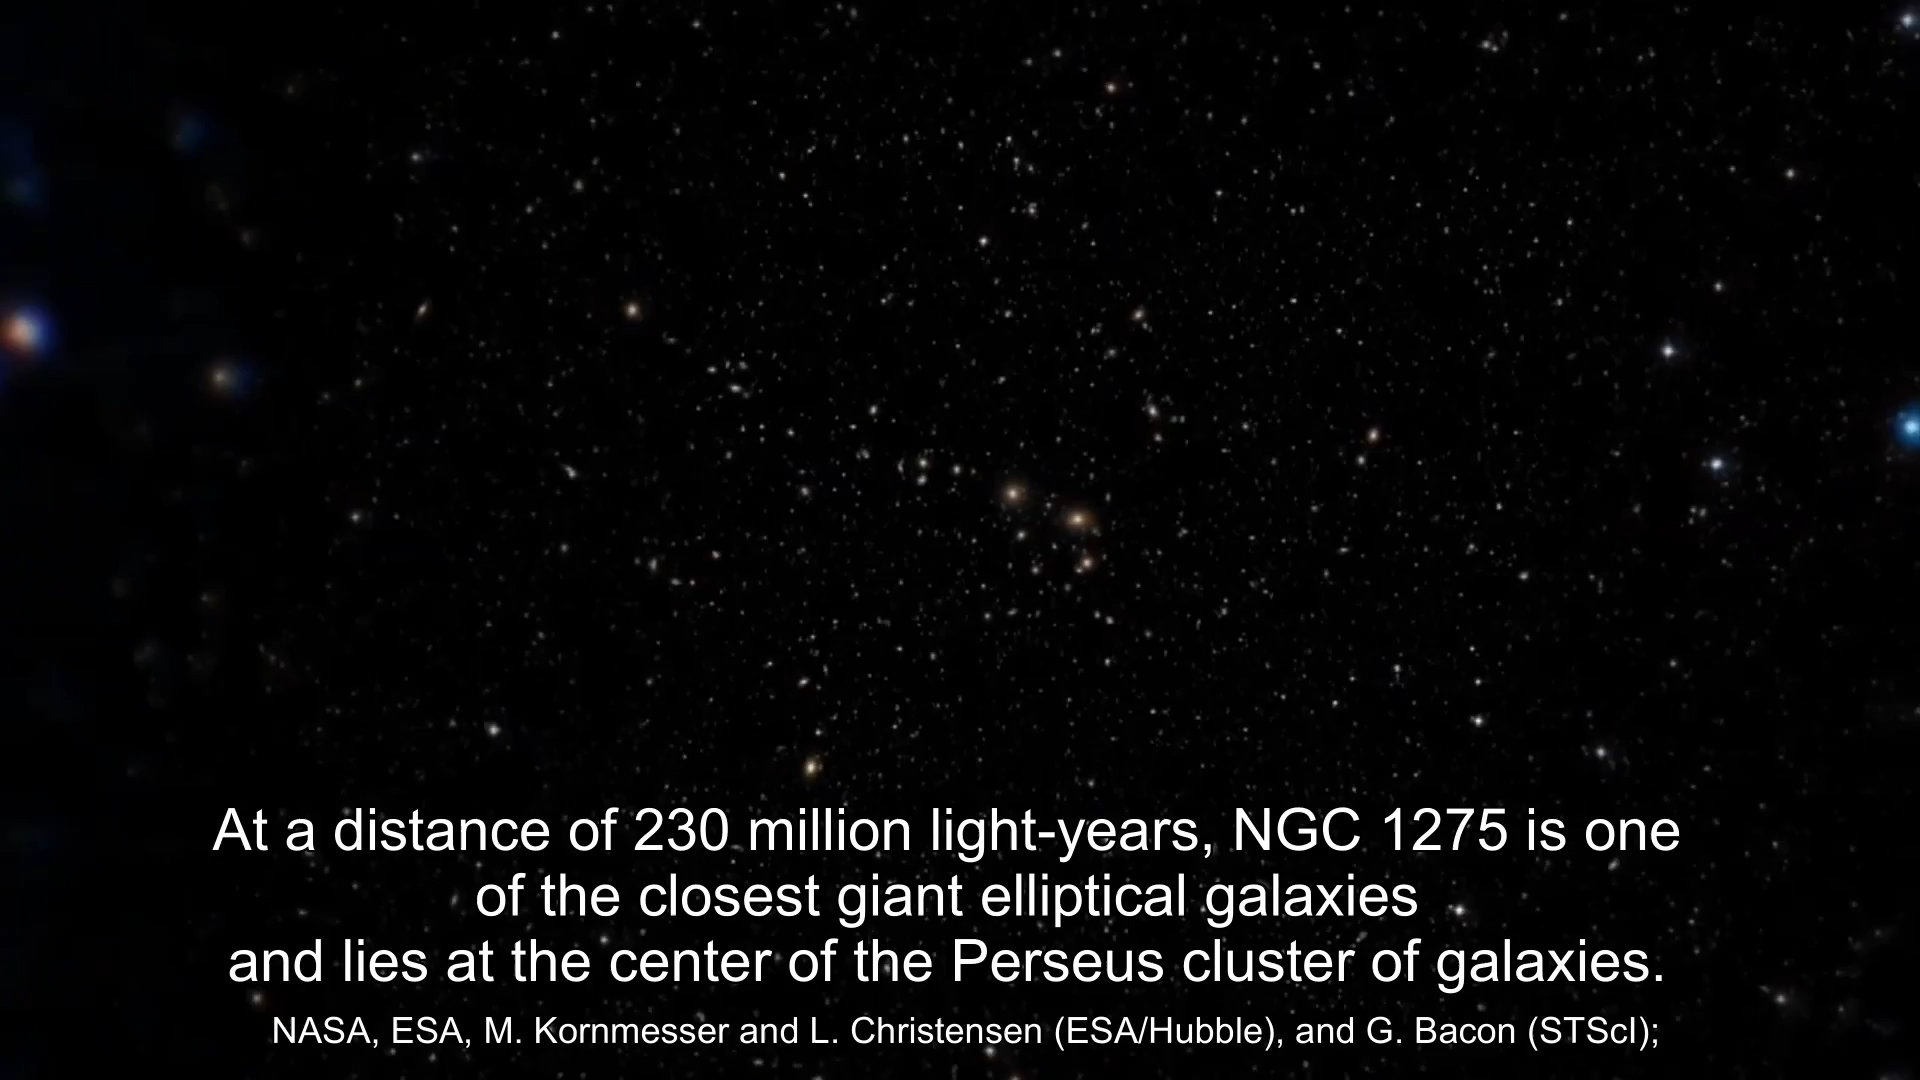 At a distance of 230 million light-years, NGC 1275 is one
of the closest giant elliptical galaxies
and lies at the center of the Perseus cluster of galaxies.
NASA, ESA, M. Kornmesser and L. Christensen (ESA/Hubble), and G. Bacon (STScI);